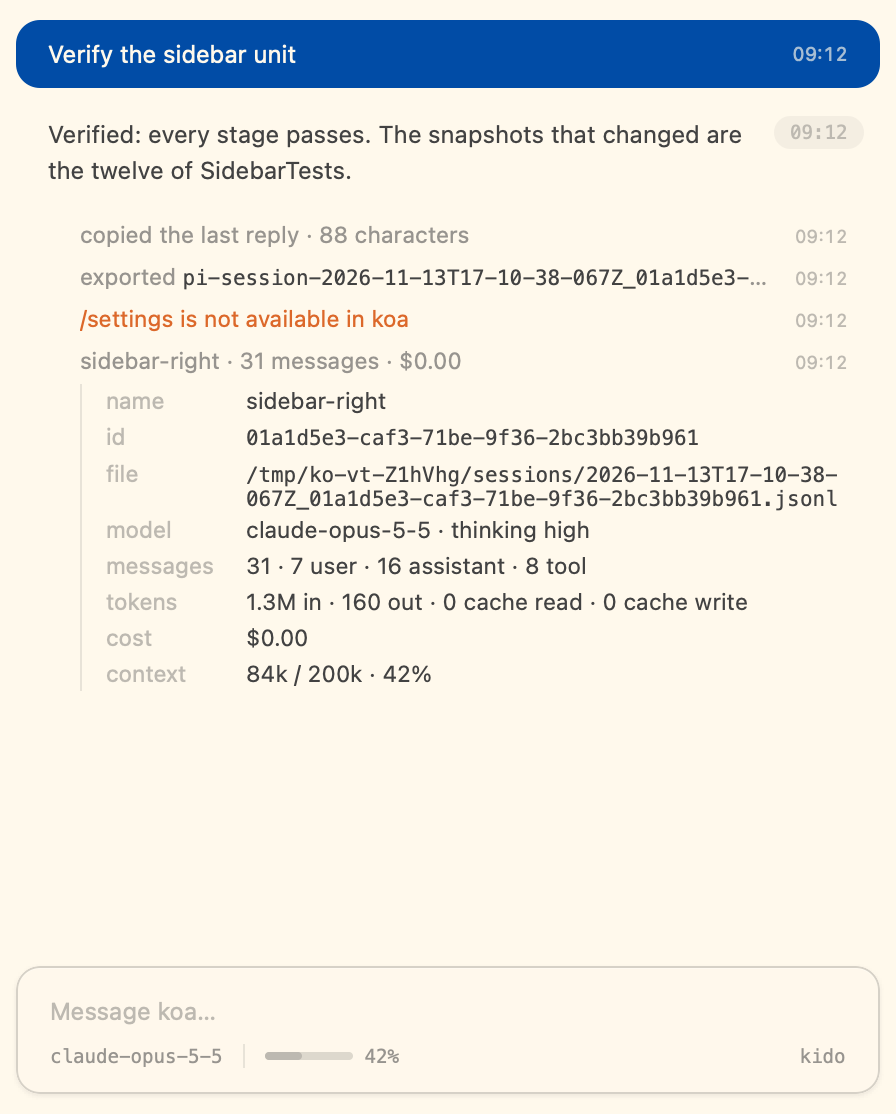 Verify the sidebar unit 09:12
Verified: every stage passes. The snapshots that changed are 09:12
the twelve of SidebarTests.
copied the last reply · 88 characters 09:12
exported pi-session-2026-11-13T17-10-38-067Z_01a1d5e3-… 09:12
/settings is not available in koa 09:12
sidebar-right · 31 messages · $0.00 09:12
name sidebar-right
id 01a1d5e3-caf3-71be-9f36-2bc3bb39b961
file /tmp/ko-vt-Z1hVhg/sessions/2026-11-13T17-10-38-
067Z_01a1d5e3-caf3-71be-9f36-2bc3bb39b961.jsonl
model claude-opus-5-5 · thinking high
messages 31 · 7 user · 16 assistant · 8 tool
tokens 1.3M in · 160 out · 0 cache read · 0 cache write
cost $0.00
context 84k / 200k · 42%
Message koa…
claude-opus-5-5 42% kido